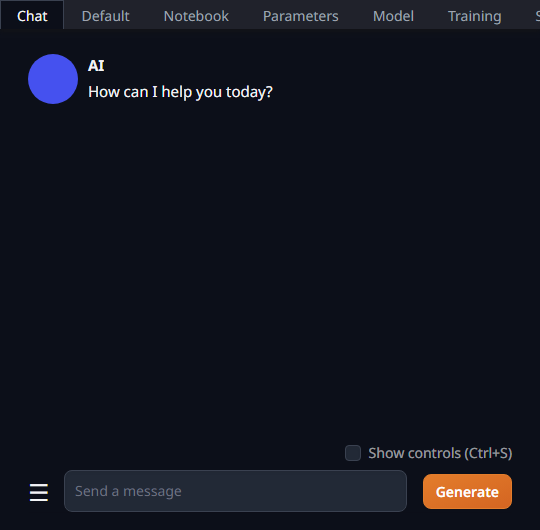 Chat Default Notebook Parameters Model Training
AI
How can I help you today?
Show controls (Ctrl+S)
Send a message
Generate